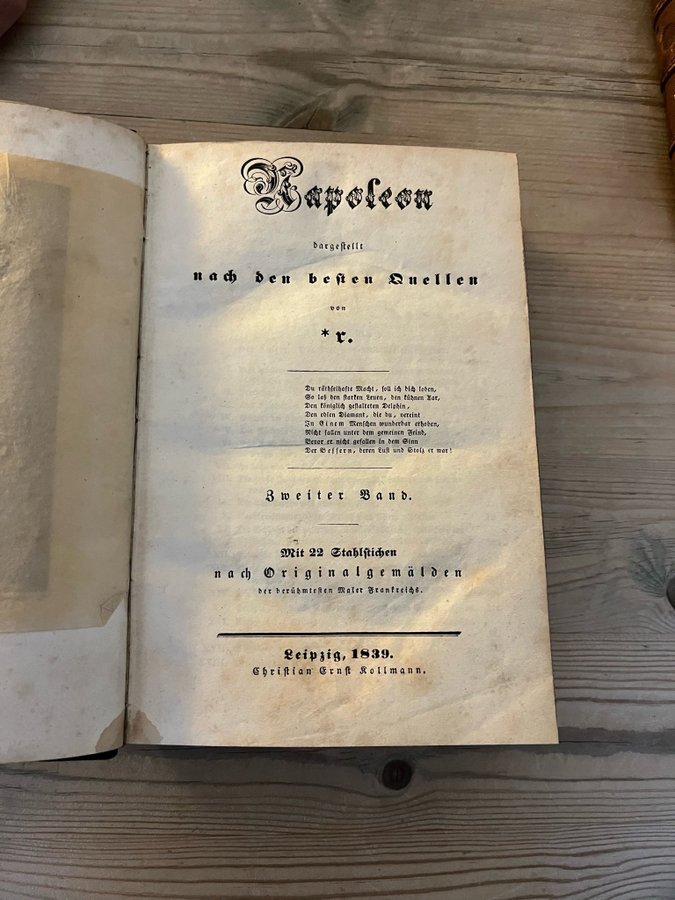 Napoleon
dargestellt
nach den besten Quellen
von
*r.
Du räthselhafte Macht, soll ich dich loben,
So laß den starken Leuen, den kühnen Aar,
Den königlich gestalteten Delphin,
Den edlen Diamant, die du, vereint
In Einem Menschen wunderbar erhoben,
Nicht fallen unter dem gemeinen Feind,
Bevor er nicht gefallen in dem Sinn
Der Bessern, deren Lust und Stolz er war!
Zweiter Band.
Mit 22 Stahlstichen
nach Originalgemälden
der berühmtesten Maler Frankreichs.
Leipzig, 1839.
Christian Ernst Kollmann.